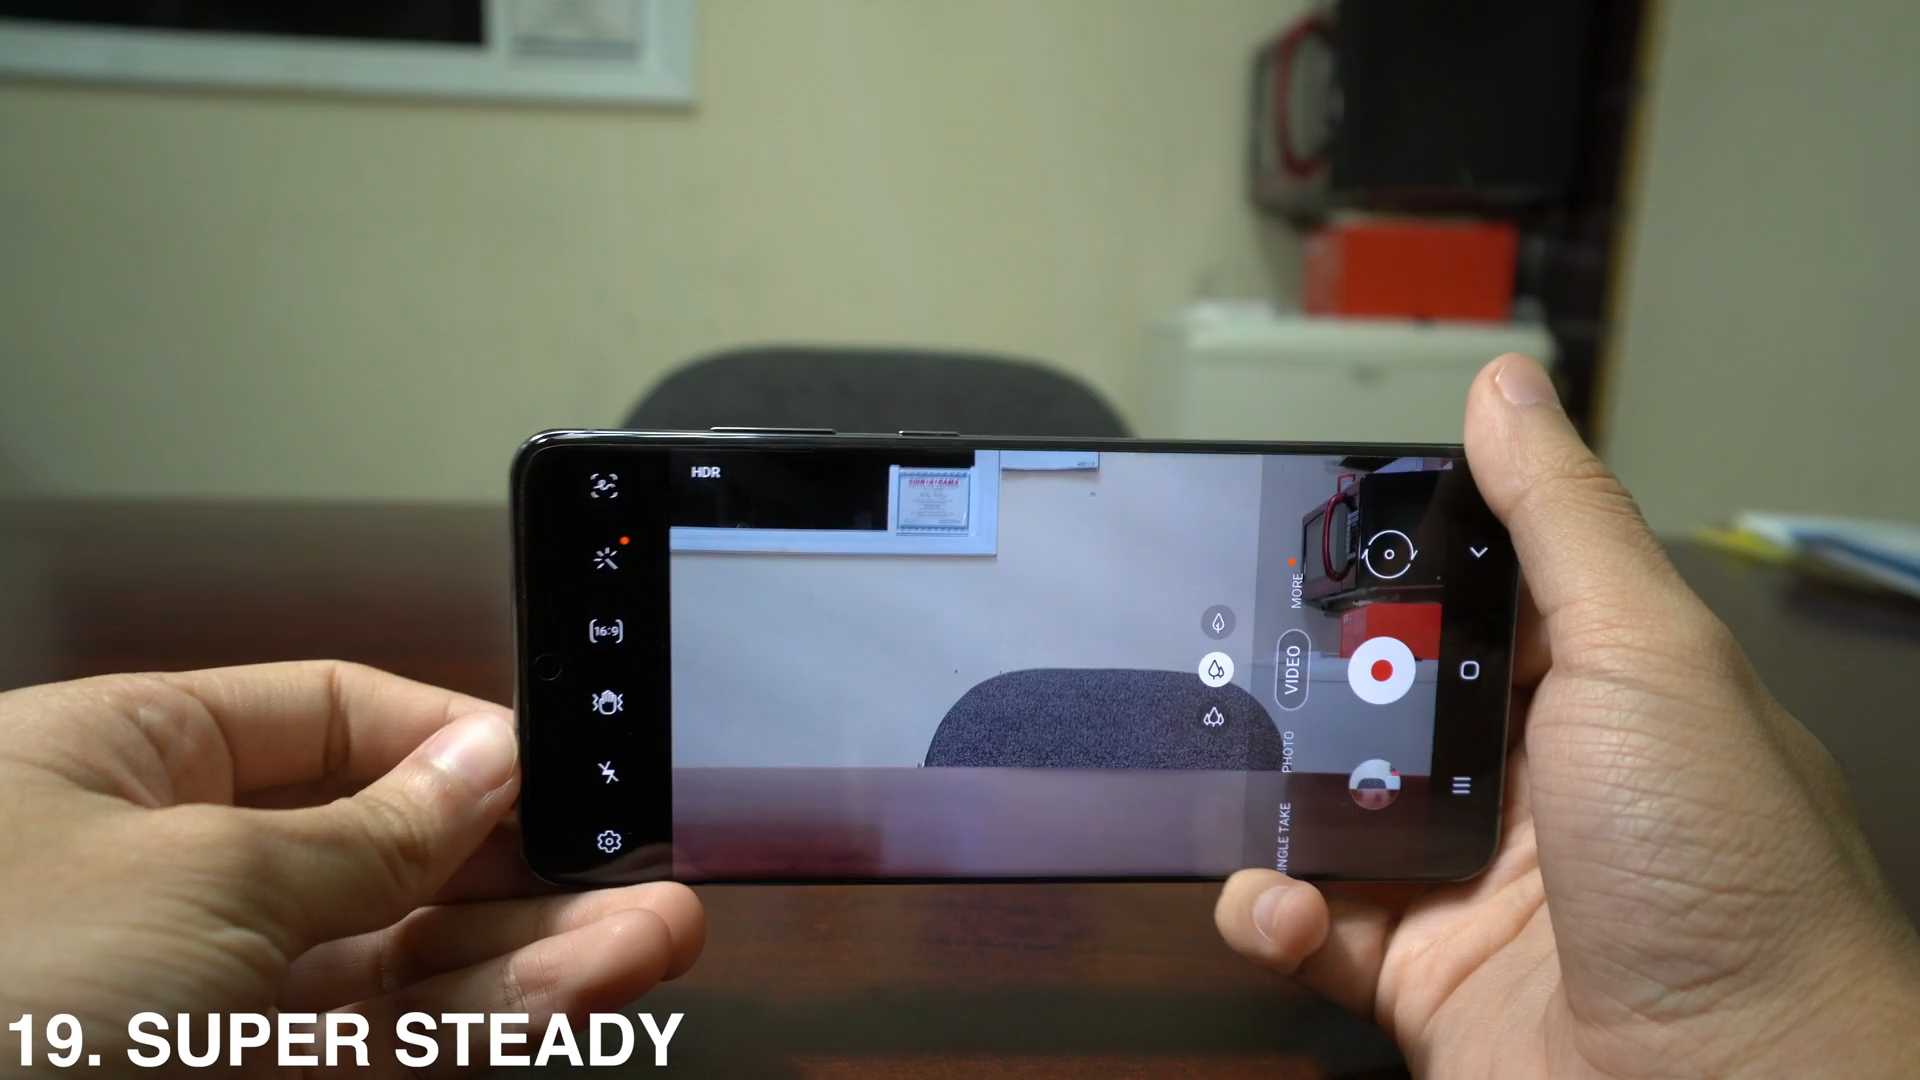 HDR
16:9
MORE
VIDEO
PHOTO
INGLE TAKE
19. SUPER STEADY